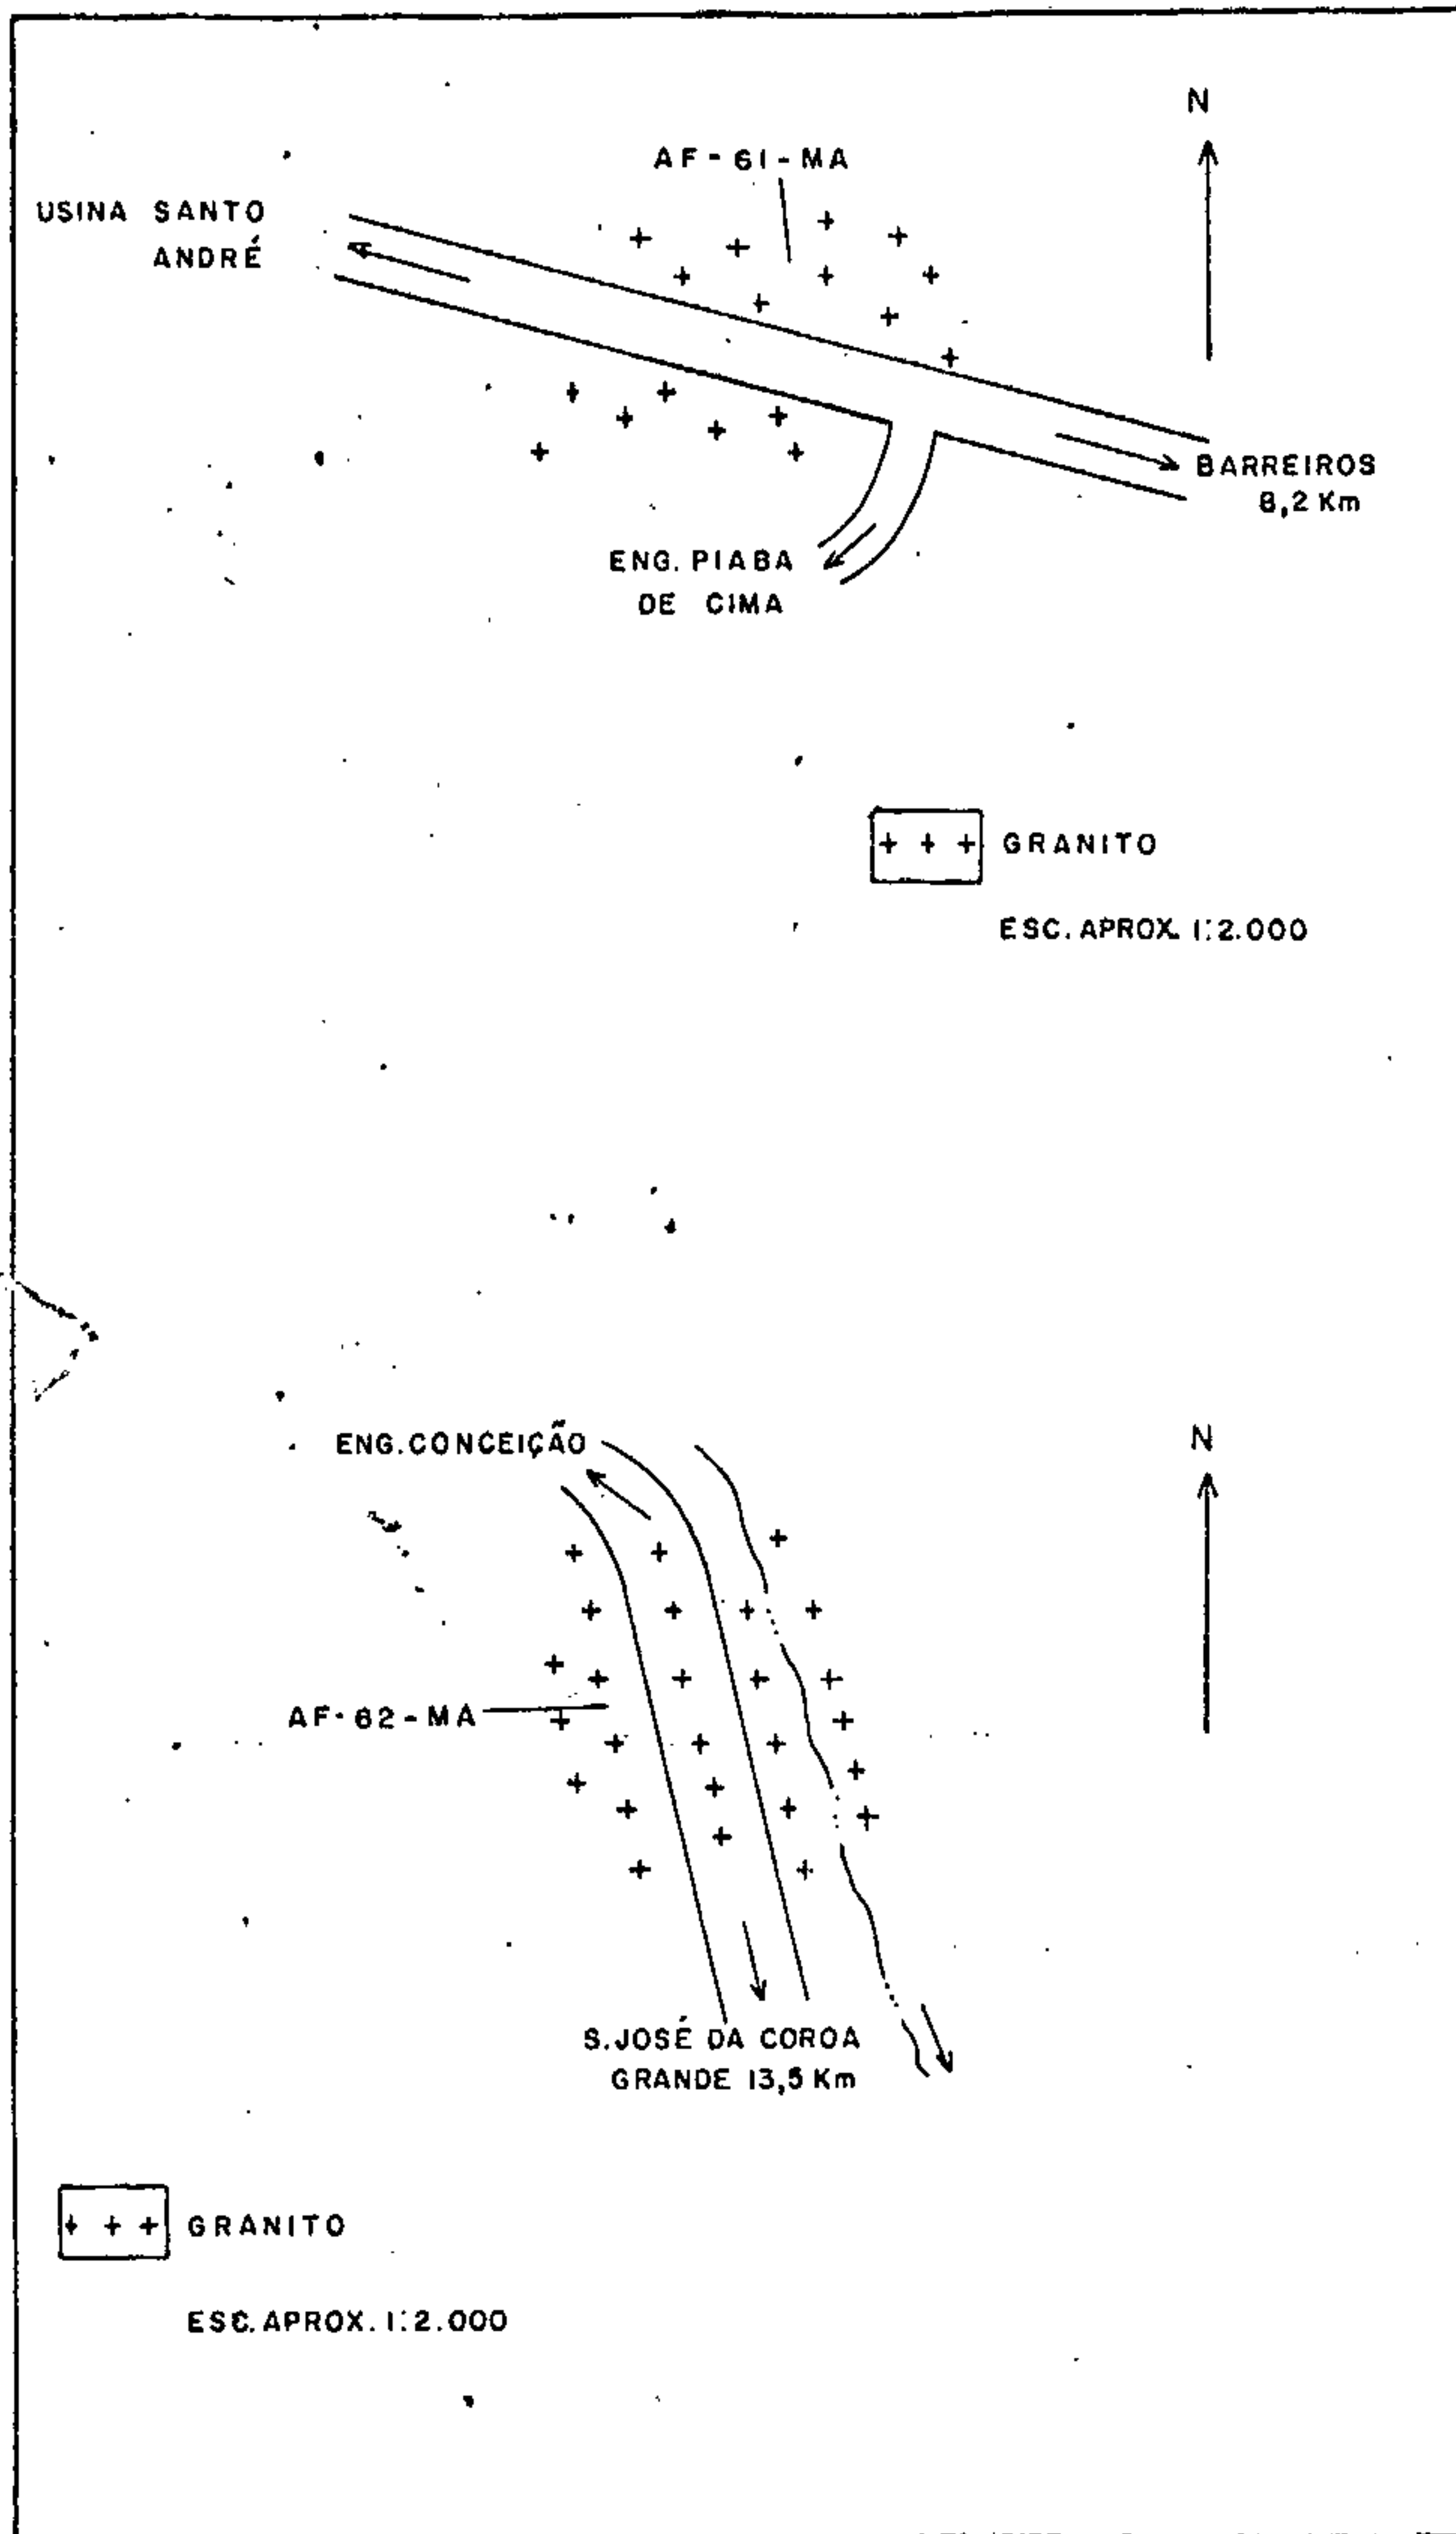 N
AF-61-MA
USINA SANTO
ANDRÉ
BARREIROS
8,2 Km
ENG. PIABA
DE CIMA
GRANITO
ESC. APROX. 1:2.000
ENG. CONCEIÇÃO
N
AF-62-MA
S. JOSÉ DA COROA
GRANDE 13,5 Km
GRANITO
ESC. APROX. 1:2.000